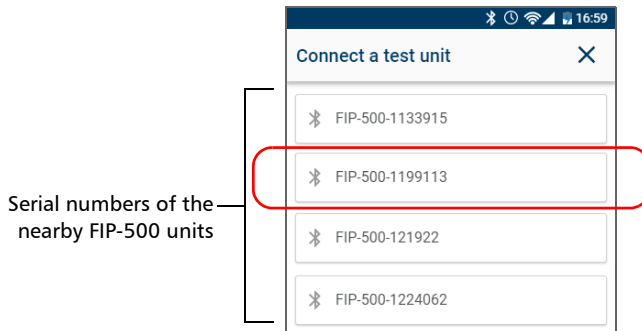 16:59
Connect a test unit
FIP-500-1133915
FIP-500-1199113
Serial numbers of the
nearby FIP-500 units
FIP-500-121922
FIP-500-1224062